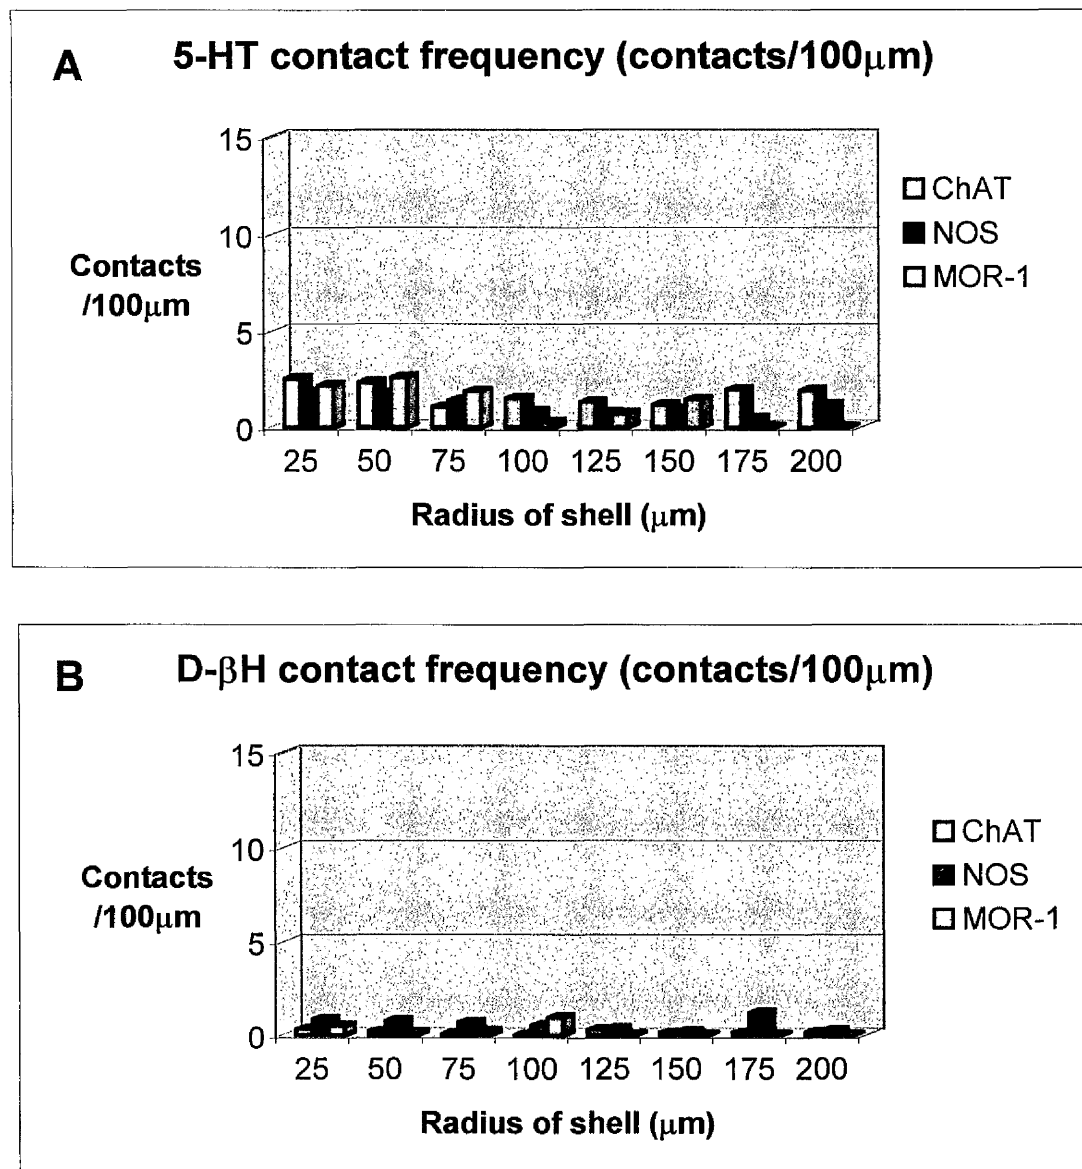 A
5-HT contact frequency (contacts/100μm)
15
10
5
0
Contacts
/100μm
25 50 75 100 125 150 175 200
Radius of shell (μm)
ChAT
NOS
MOR-1
B
D-βH contact frequency (contacts/100μm)
15
10
5
0
Contacts
/100μm
25 50 75 100 125 150 175 200
Radius of shell (μm)
ChAT
NOS
MOR-1